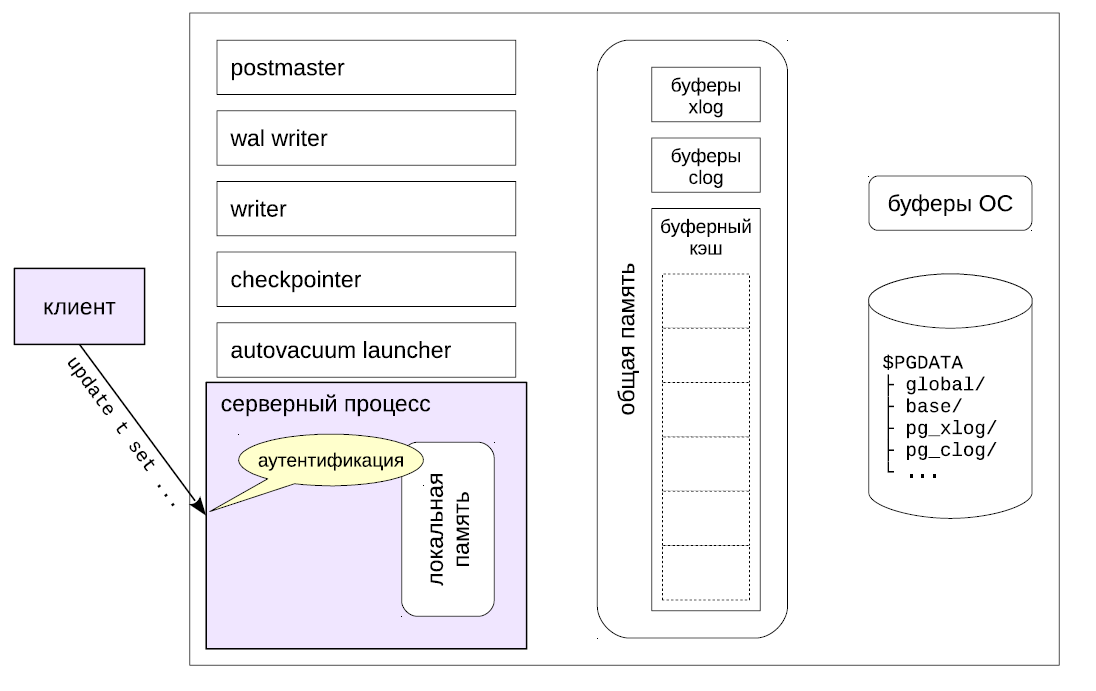 postmaster
wal writer
writer
checkpointer
autovacuum launcher
клиент
update t set ...
серверный процесс
аутентификация
локальная
память
общая память
буферы
xlog
буферы
clog
буферный
кэш
буферы ОС
$PGDATA
global/
base/
pg_xlog/
pg_clog/
...